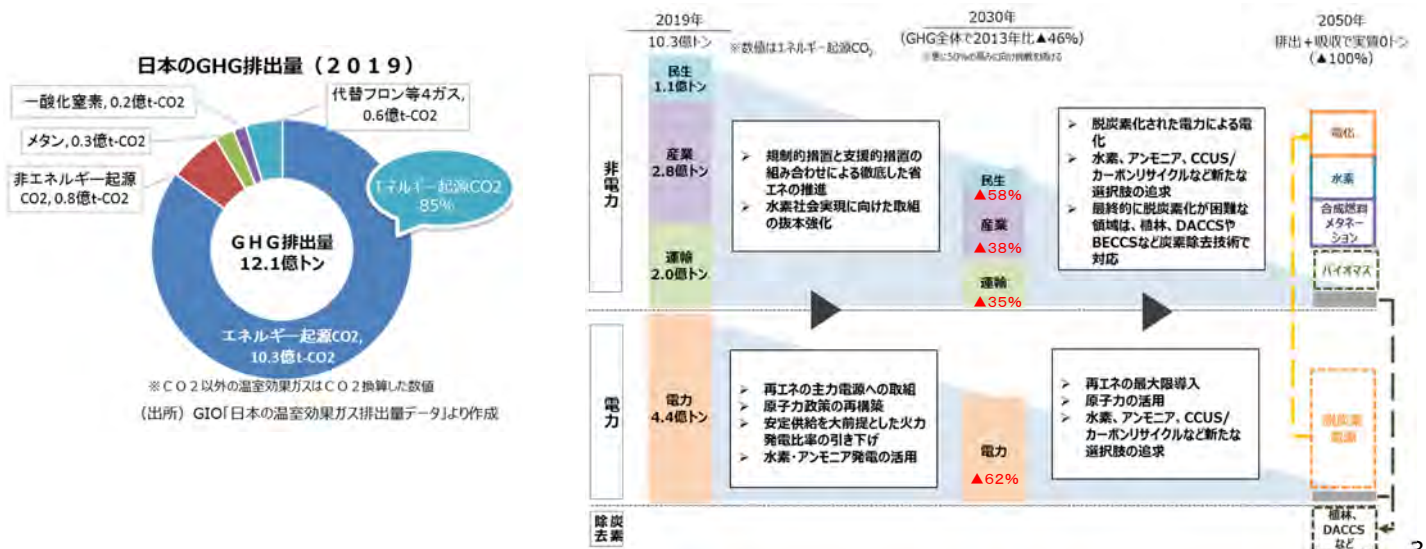 日本のGHG排出量（２０１９）
一酸化窒素, 0.2億t-CO2
代替フロン等4ガス,
0.6億t-CO2
メタン, 0.3億t-CO2
非エネルギー起源
CO2, 0.8億t-CO2
エネルギー起源CO2
85%
ＧＨＧ排出量
12.1億トン
エネルギー起源CO2,
10.3億t-CO2
※ＣＯ２以外の温室効果ガスはＣＯ２換算した数値
（出所）GIO「日本の温室効果ガス排出量データ」より作成
2019年
10.3億トン
※数値はエネルギー起源CO2
2030年
(GHG全体で2013年比▲46%)
※更に50%の高みに向け挑戦を続ける
2050年
排出＋吸収で実質0トン
(▲100%)
非電力
民生
1.1億トン
産業
2.8億トン
運輸
2.0億トン
➢ 規制的措置と支援的措置の
組み合わせによる徹底した省
エネの推進
➢ 水素社会実現に向けた取組
の抜本強化
民生
▲58%
産業
▲38%
運輸
▲35%
➢ 脱炭素化された電力による電
化
➢ 水素、アンモニア、CCUS/
カーボンリサイクルなど新たな
選択肢の追求
➢ 最終的に脱炭素化が困難な
領域は、植林、DACCSや
BECCSなど炭素除去技術で
対応
電化
水素
合成燃料
メタネー
ション
バイオマス
電力
電力
4.4億トン
➢ 再エネの主力電源への取組
➢ 原子力政策の再構築
➢ 安定供給を大前提とした火力
発電比率の引き下げ
➢ 水素・アンモニア発電の活用
電力
▲62%
➢ 再エネの最大限導入
➢ 原子力の活用
➢ 水素、アンモニア、CCUS/
カーボンリサイクルなど新たな
選択肢の追求
脱炭素
電源
炭素除去
植林、
DACCS
など
3